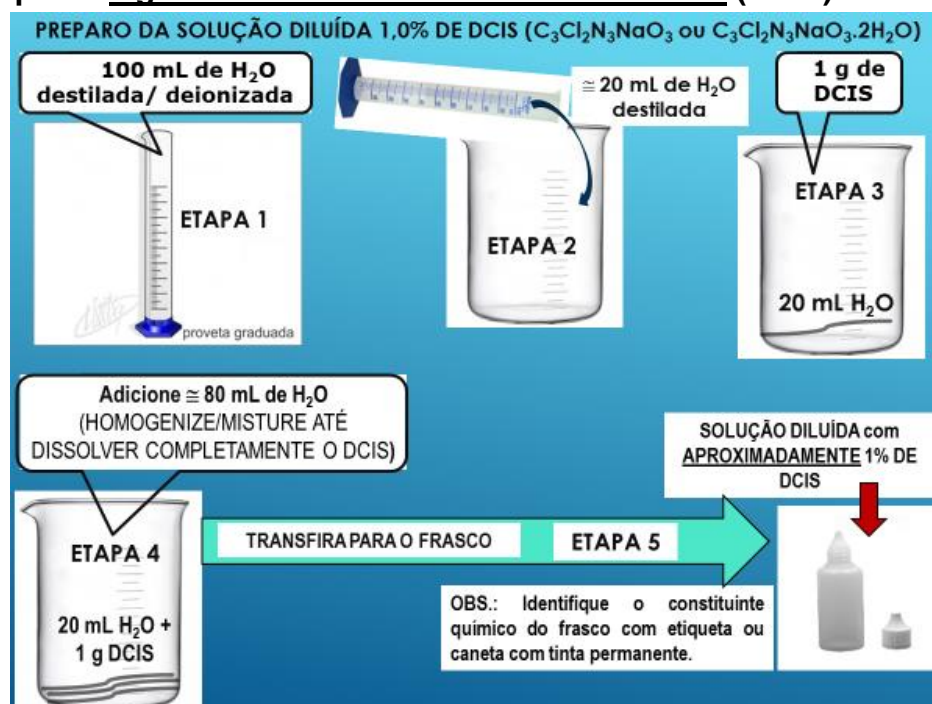 PREPARO DA SOLUÇÃO DILUÍDA 1,0% DE DCIS (C₃Cl₂N₃NaO₃ ou C₃Cl₂N₃NaO₃.2H₂O)
100 mL de H₂O
destilada/ deionizada
ETAPA 1
proveta graduada
≅ 20 mL de H₂O
destilada
ETAPA 2
1 g de
DCIS
ETAPA 3
20 mL H₂O
Adicione ≅ 80 mL de H₂O
(HOMOGENIZE/MISTURE ATÉ
DISSOLVER COMPLETAMENTE O DCIS)
ETAPA 4
20 mL H₂O +
1 g DCIS
TRANSFIRA PARA O FRASCO
ETAPA 5
SOLUÇÃO DILUÍDA com
APROXIMADAMENTE 1% DE
DCIS
OBS.: Identifique o constituinte
químico do frasco com etiqueta ou
caneta com tinta permanente.